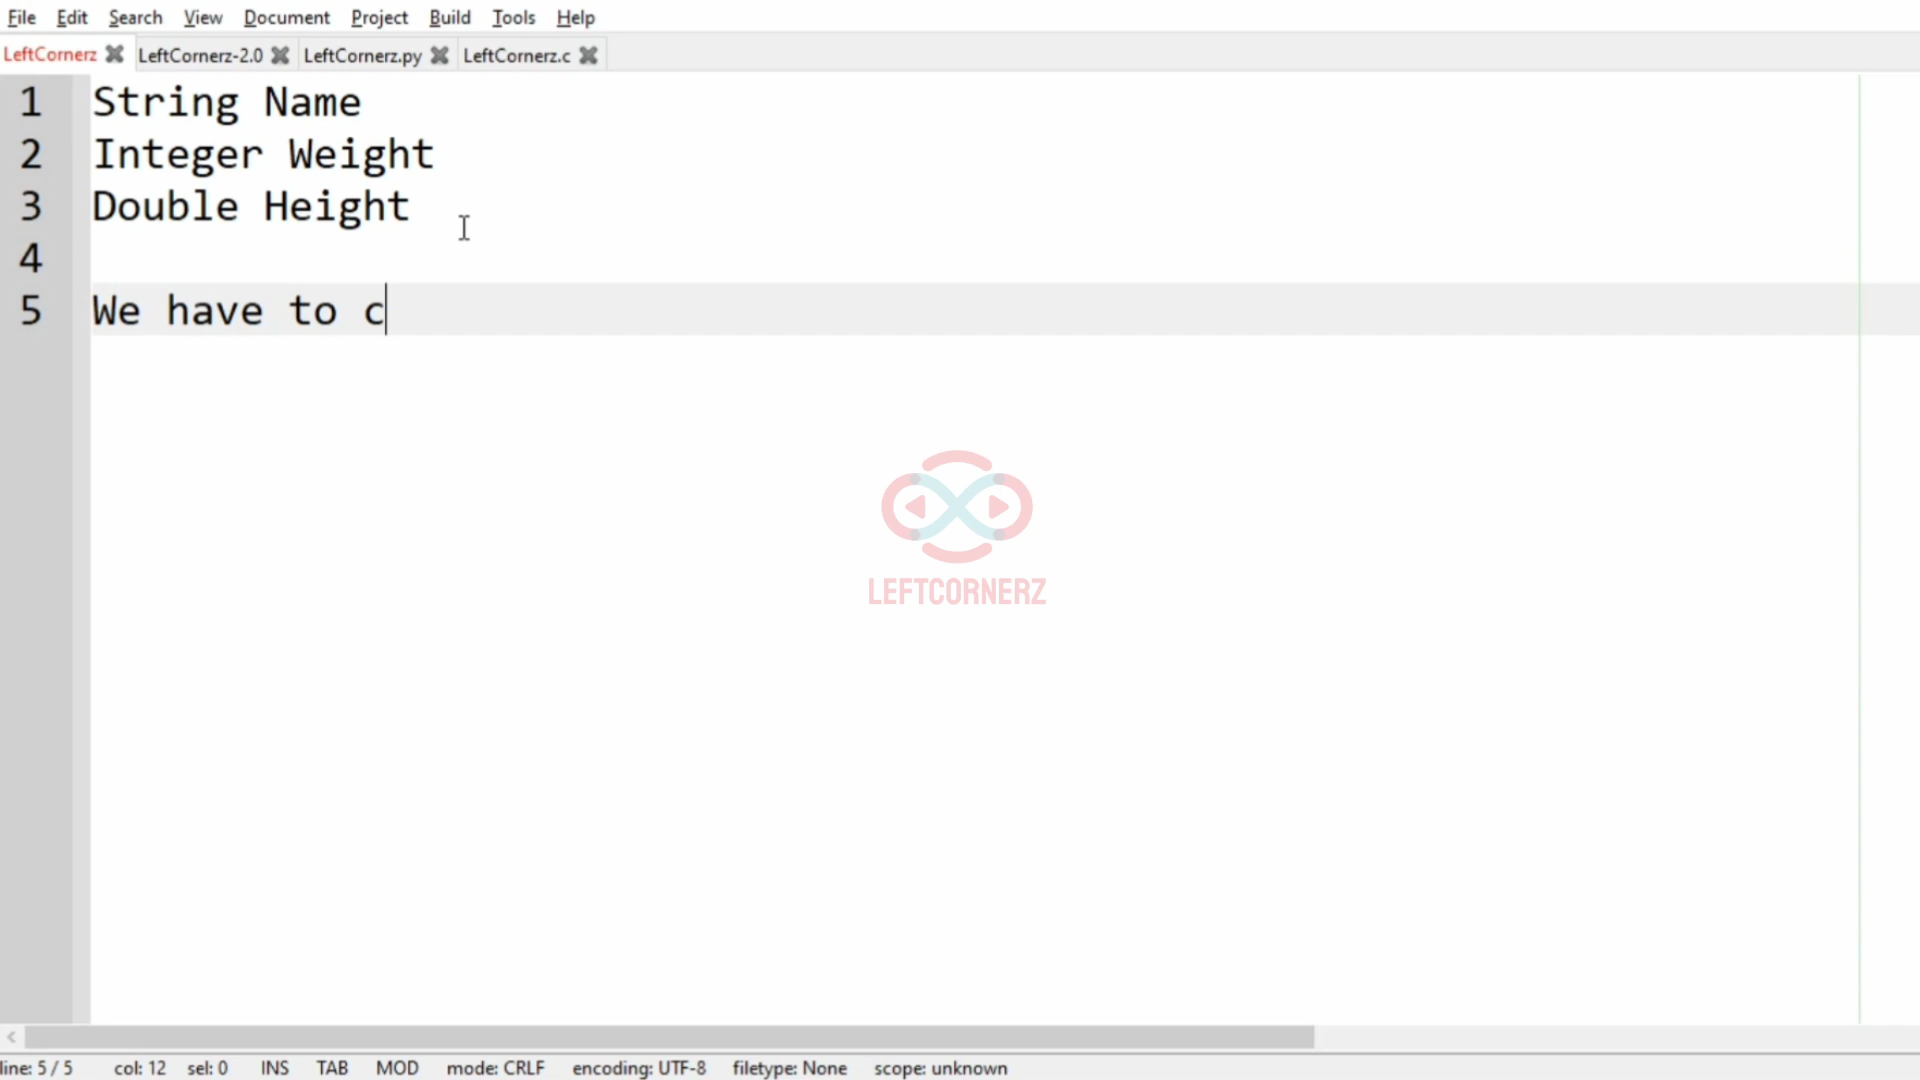 File Edit Search View Document Project Build Tools Help
LeftCornerz LeftCornerz-2.0 LeftCornerz.py LeftCornerz.c
1 String Name
2 Integer Weight
3 Double Height
4
5 We have to c
LEFTCORNERZ
line: 5 / 5 col: 12 sel: 0 INS TAB MOD mode: CRLF encoding: UTF-8 filetype: None scope: unknown